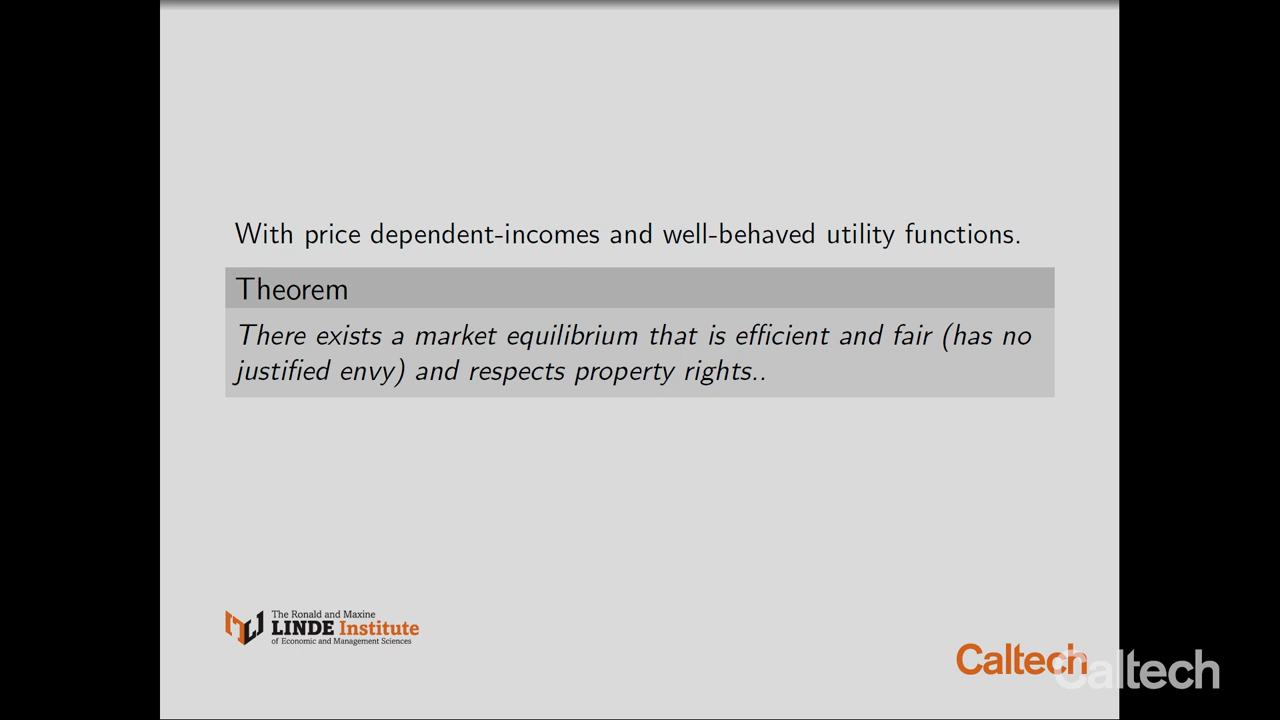 With price dependent-incomes and well-behaved utility functions.
Theorem
There exists a market equilibrium that is efficient and fair (has no
justified envy) and respects property rights..
The Ronald and Maxine
LINDE Institute
of Economic and Management Sciences
Caltech
Caltech